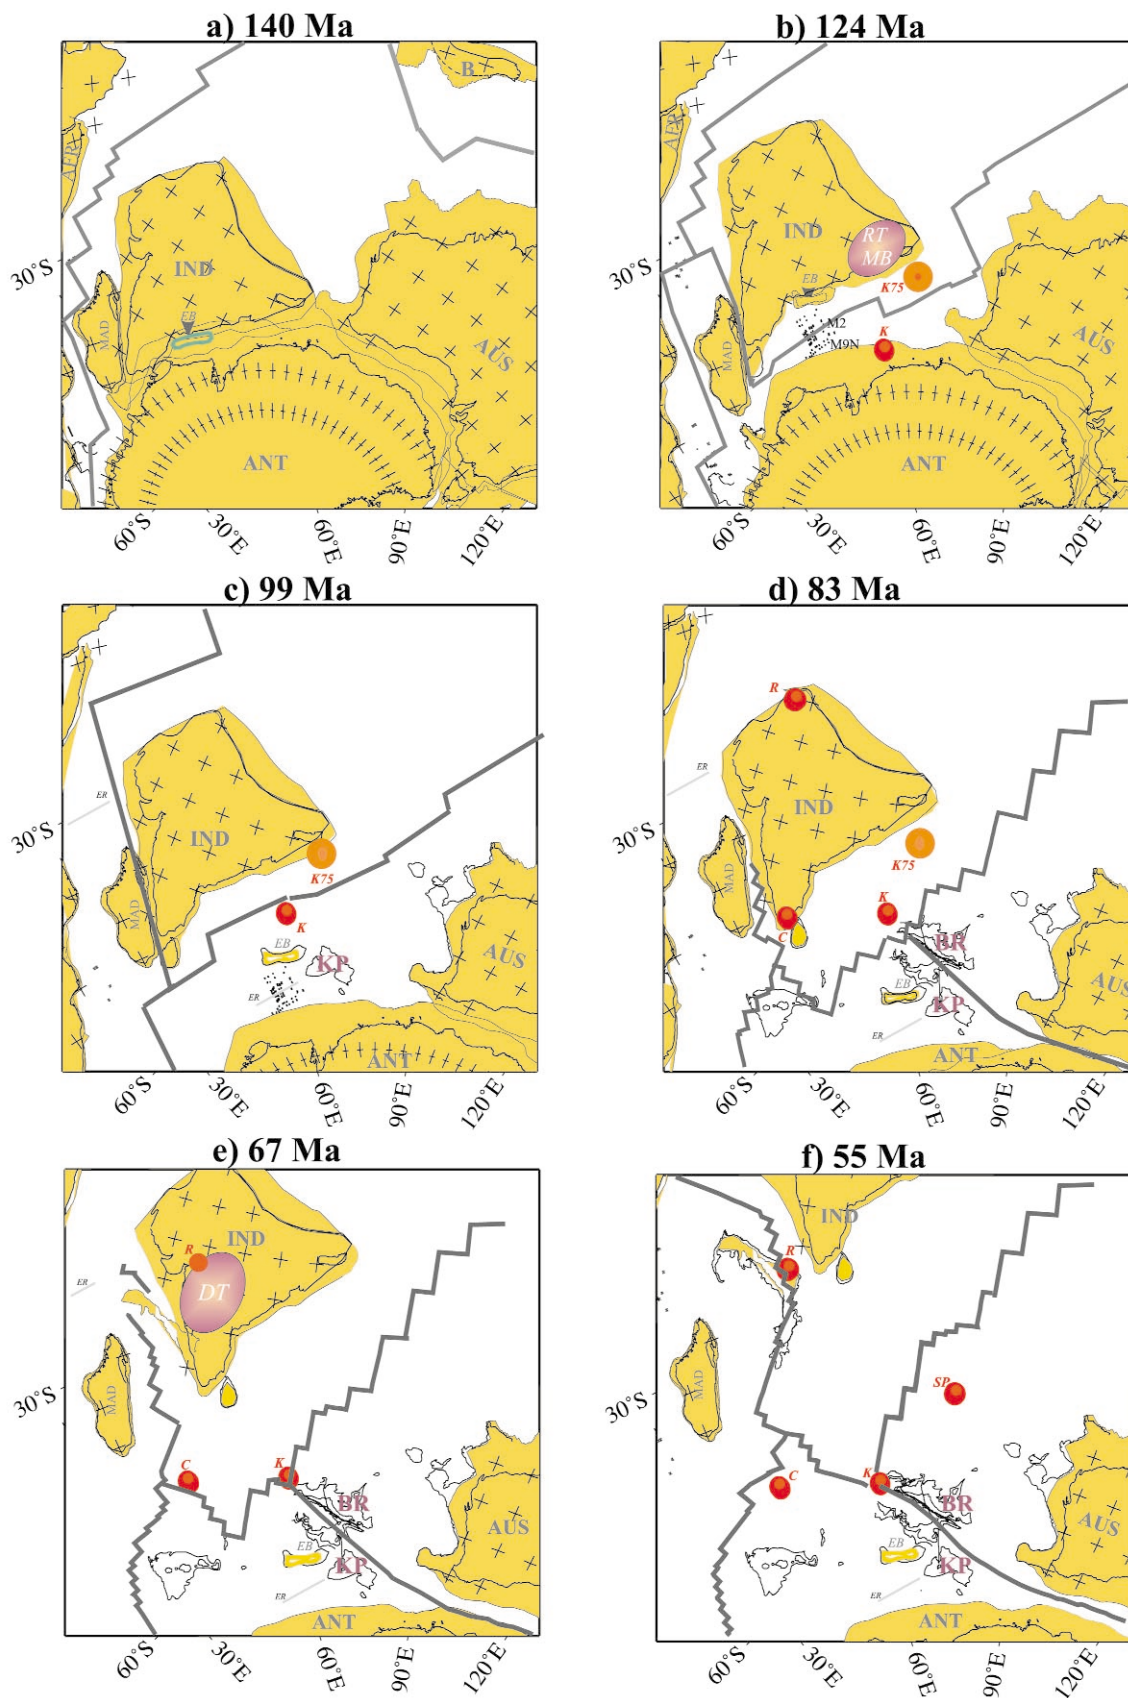 a) 140 Ma
B
AFR
30°S
IND
EB
MAD
AUS
ANT
60°S
30°E
60°E
90°E
120°E
b) 124 Ma
AFR
30°S
IND
RT
MB
K75
EB
M2
M9N
K
MAD
AUS
ANT
60°S
30°E
60°E
90°E
120°E
c) 99 Ma
ER
30°S
IND
K75
MAD
K
EB
KP
ER
AUS
ANT
60°S
30°E
60°E
90°E
120°E
d) 83 Ma
R
ER
30°S
IND
K75
MAD
K
C
BR
EB
KP
ER
AUS
ANT
60°S
30°E
60°E
90°E
120°E
e) 67 Ma
IND
R
DT
ER
30°S
MAD
C
K
BR
EB
KP
ER
AUS
ANT
60°S
30°E
60°E
90°E
120°E
f) 55 Ma
IND
R
30°S
MAD
SP
C
K
BR
EB
KP
ER
AUS
ANT
60°S
30°E
60°E
90°E
120°E